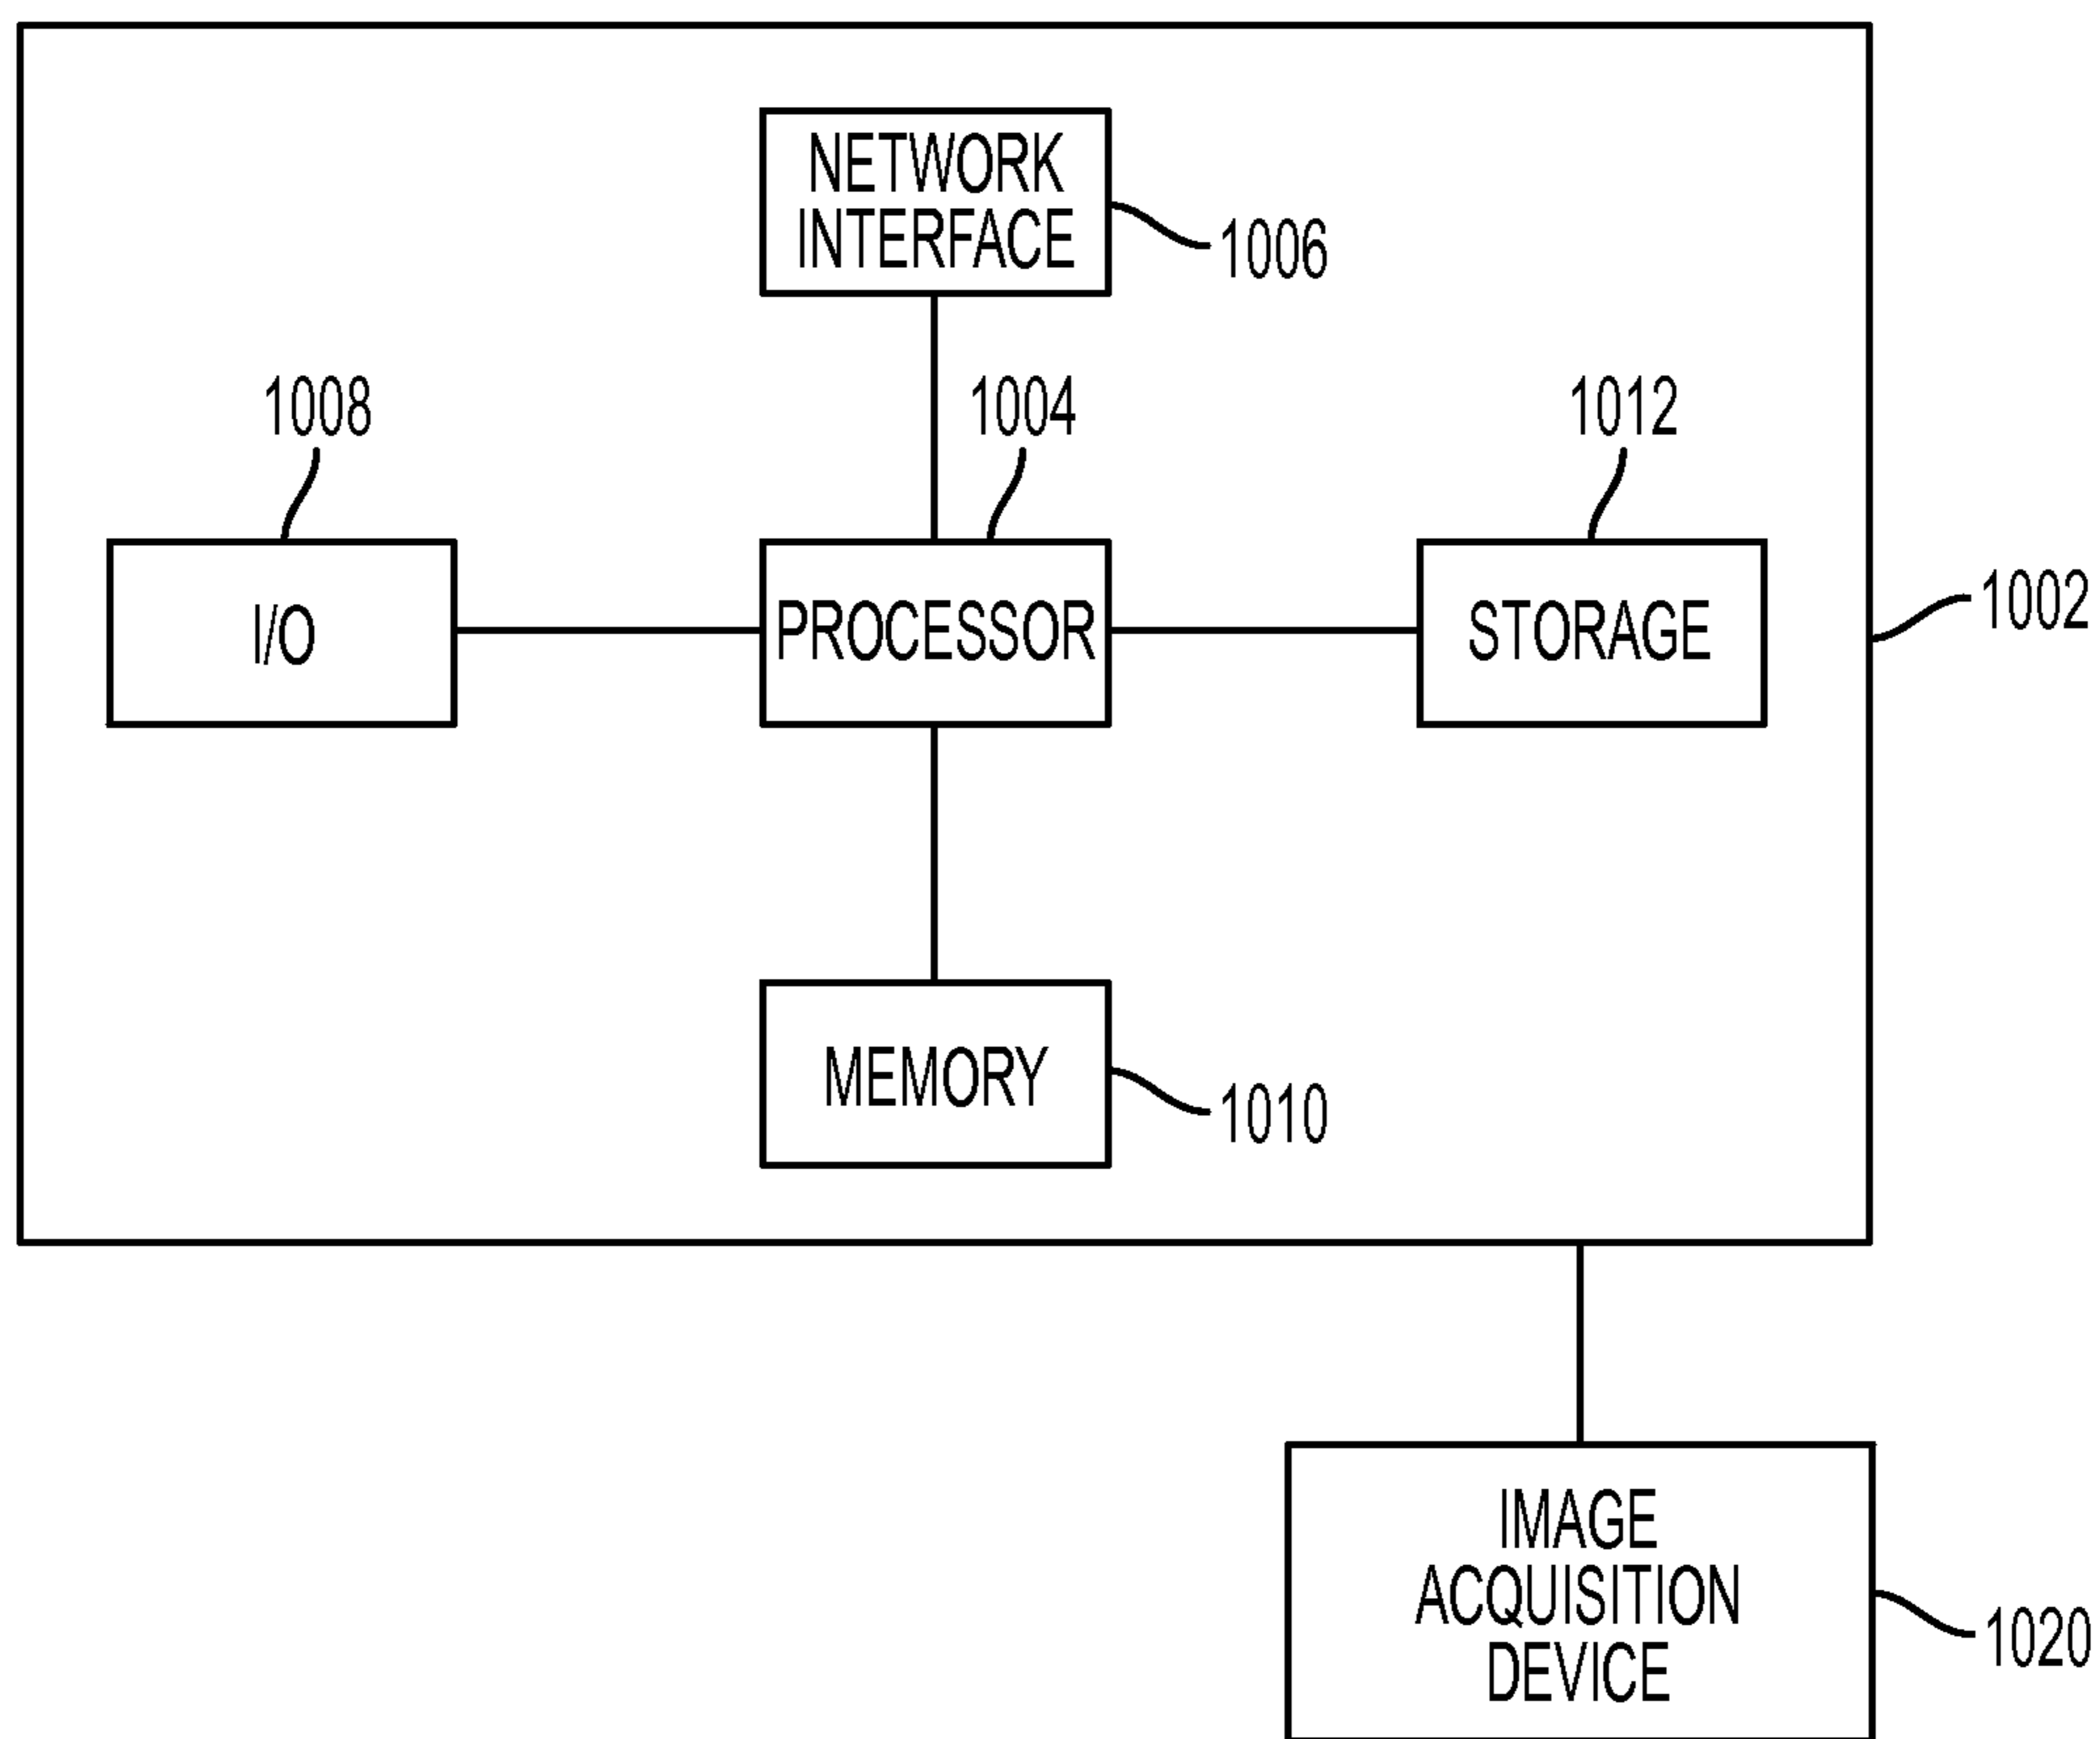 NETWORK
INTERFACE
1006
1008
1004
1012
I/O
PROCESSOR
STORAGE
1002
MEMORY
1010
IMAGE
ACQUISITION
DEVICE
1020